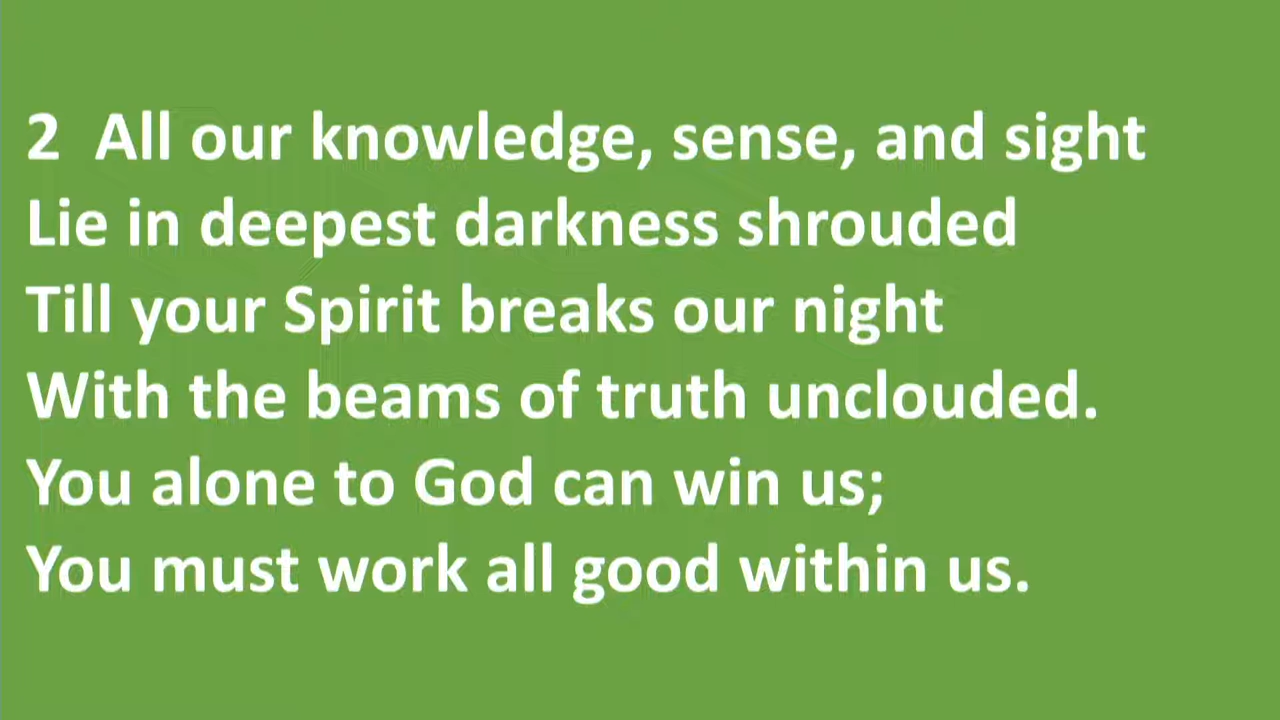 2  All our knowledge, sense, and sight
Lie in deepest darkness shrouded
Till your Spirit breaks our night
With the beams of truth unclouded.
You alone to God can win us;
You must work all good within us.